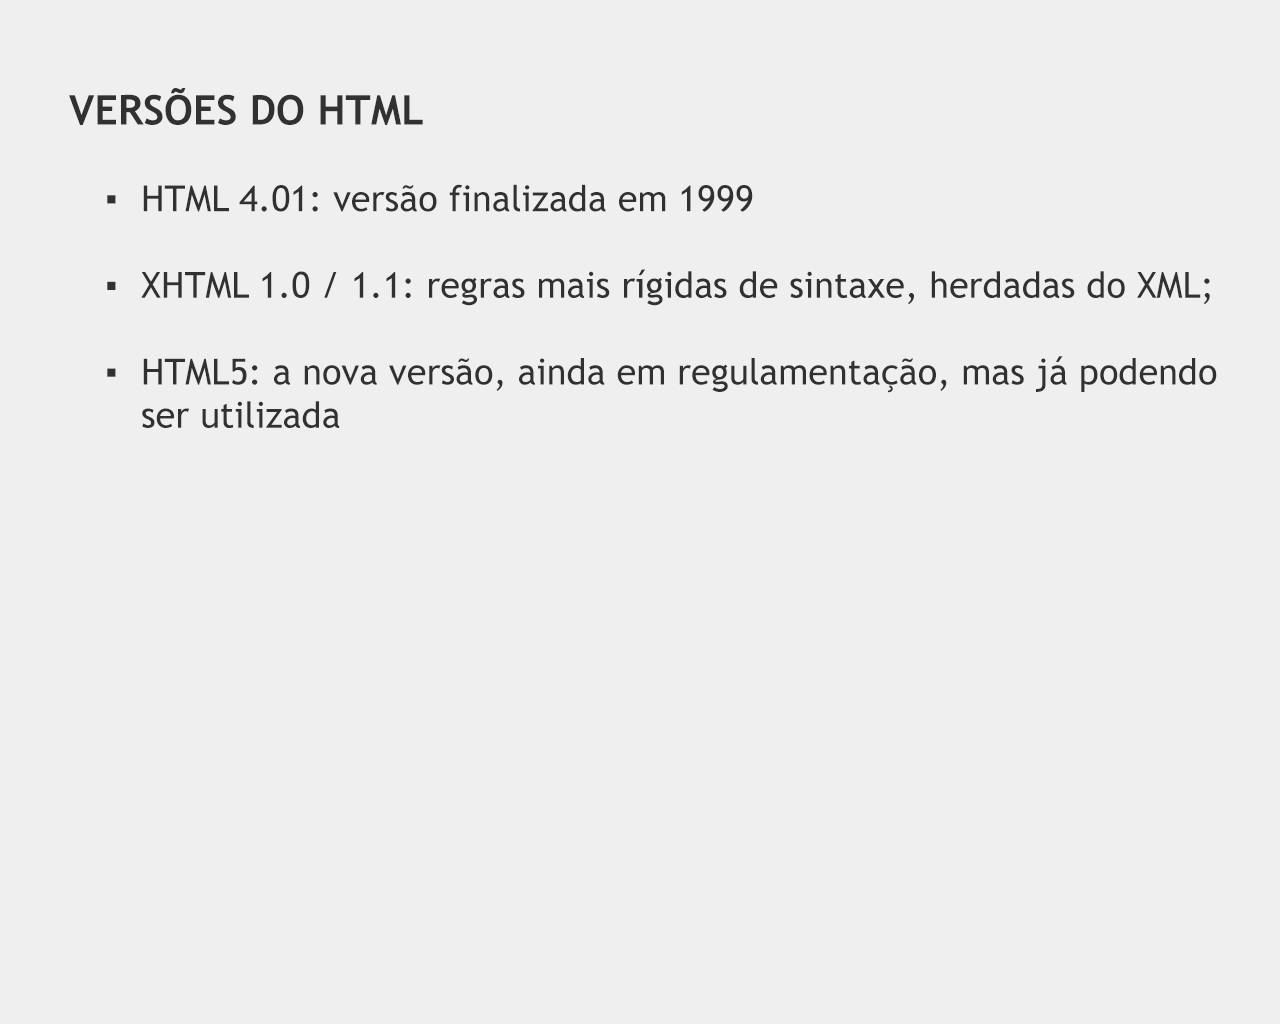 VERSÕES DO HTML
▪ HTML 4.01: versão finalizada em 1999
▪ XHTML 1.0 / 1.1: regras mais rígidas de sintaxe, herdadas do XML;
▪ HTML5: a nova versão, ainda em regulamentação, mas já podendo
ser utilizada